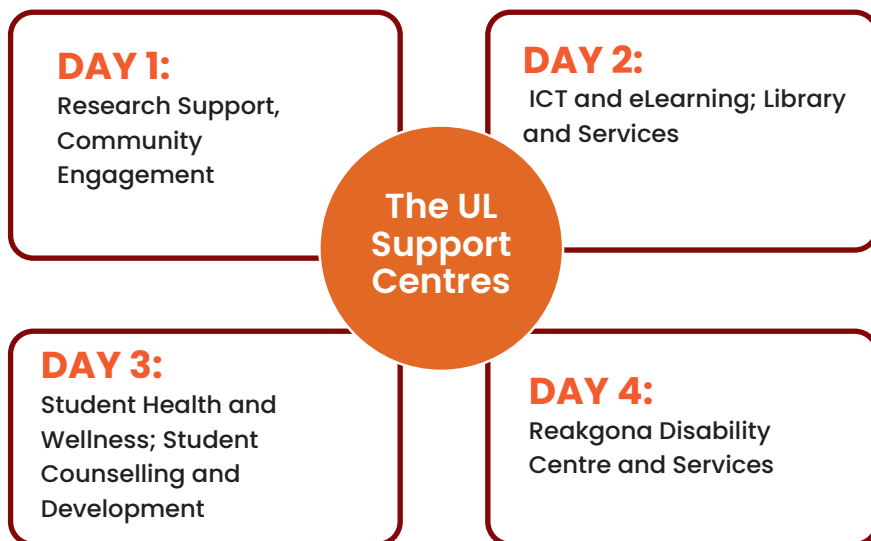 DAY 1:
Research Support,
Community
Engagement
DAY 2:
ICT and eLearning; Library
and Services
The UL
Support
Centres
DAY 3:
Student Health and
Wellness; Student
Counselling and
Development
DAY 4:
Reakgona Disability
Centre and Services